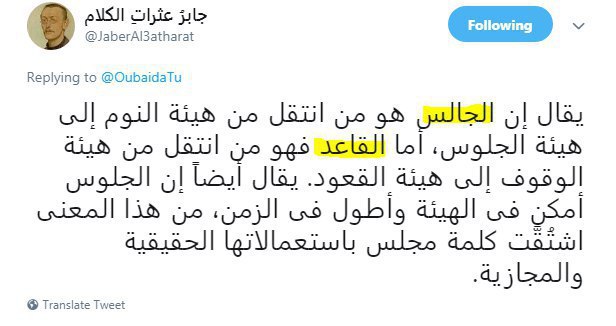 جابرُ عثراتِ الكلام
@JaberAl3atharat
Following
Replying to @OubaidaTu
يقال إن الجالس هو من انتقل من هيئة النوم إلى
هيئة الجلوس، أما القاعد فهو من انتقل من هيئة
الوقوف إلى هيئة القعود. يقال أيضاً إن الجلوس
أمكن فى الهيئة وأطول فى الزمن، من هذا المعنى
اشتُقَّت كلمة مجلس باستعمالاتها الحقيقية
والمجازية.
Translate Tweet